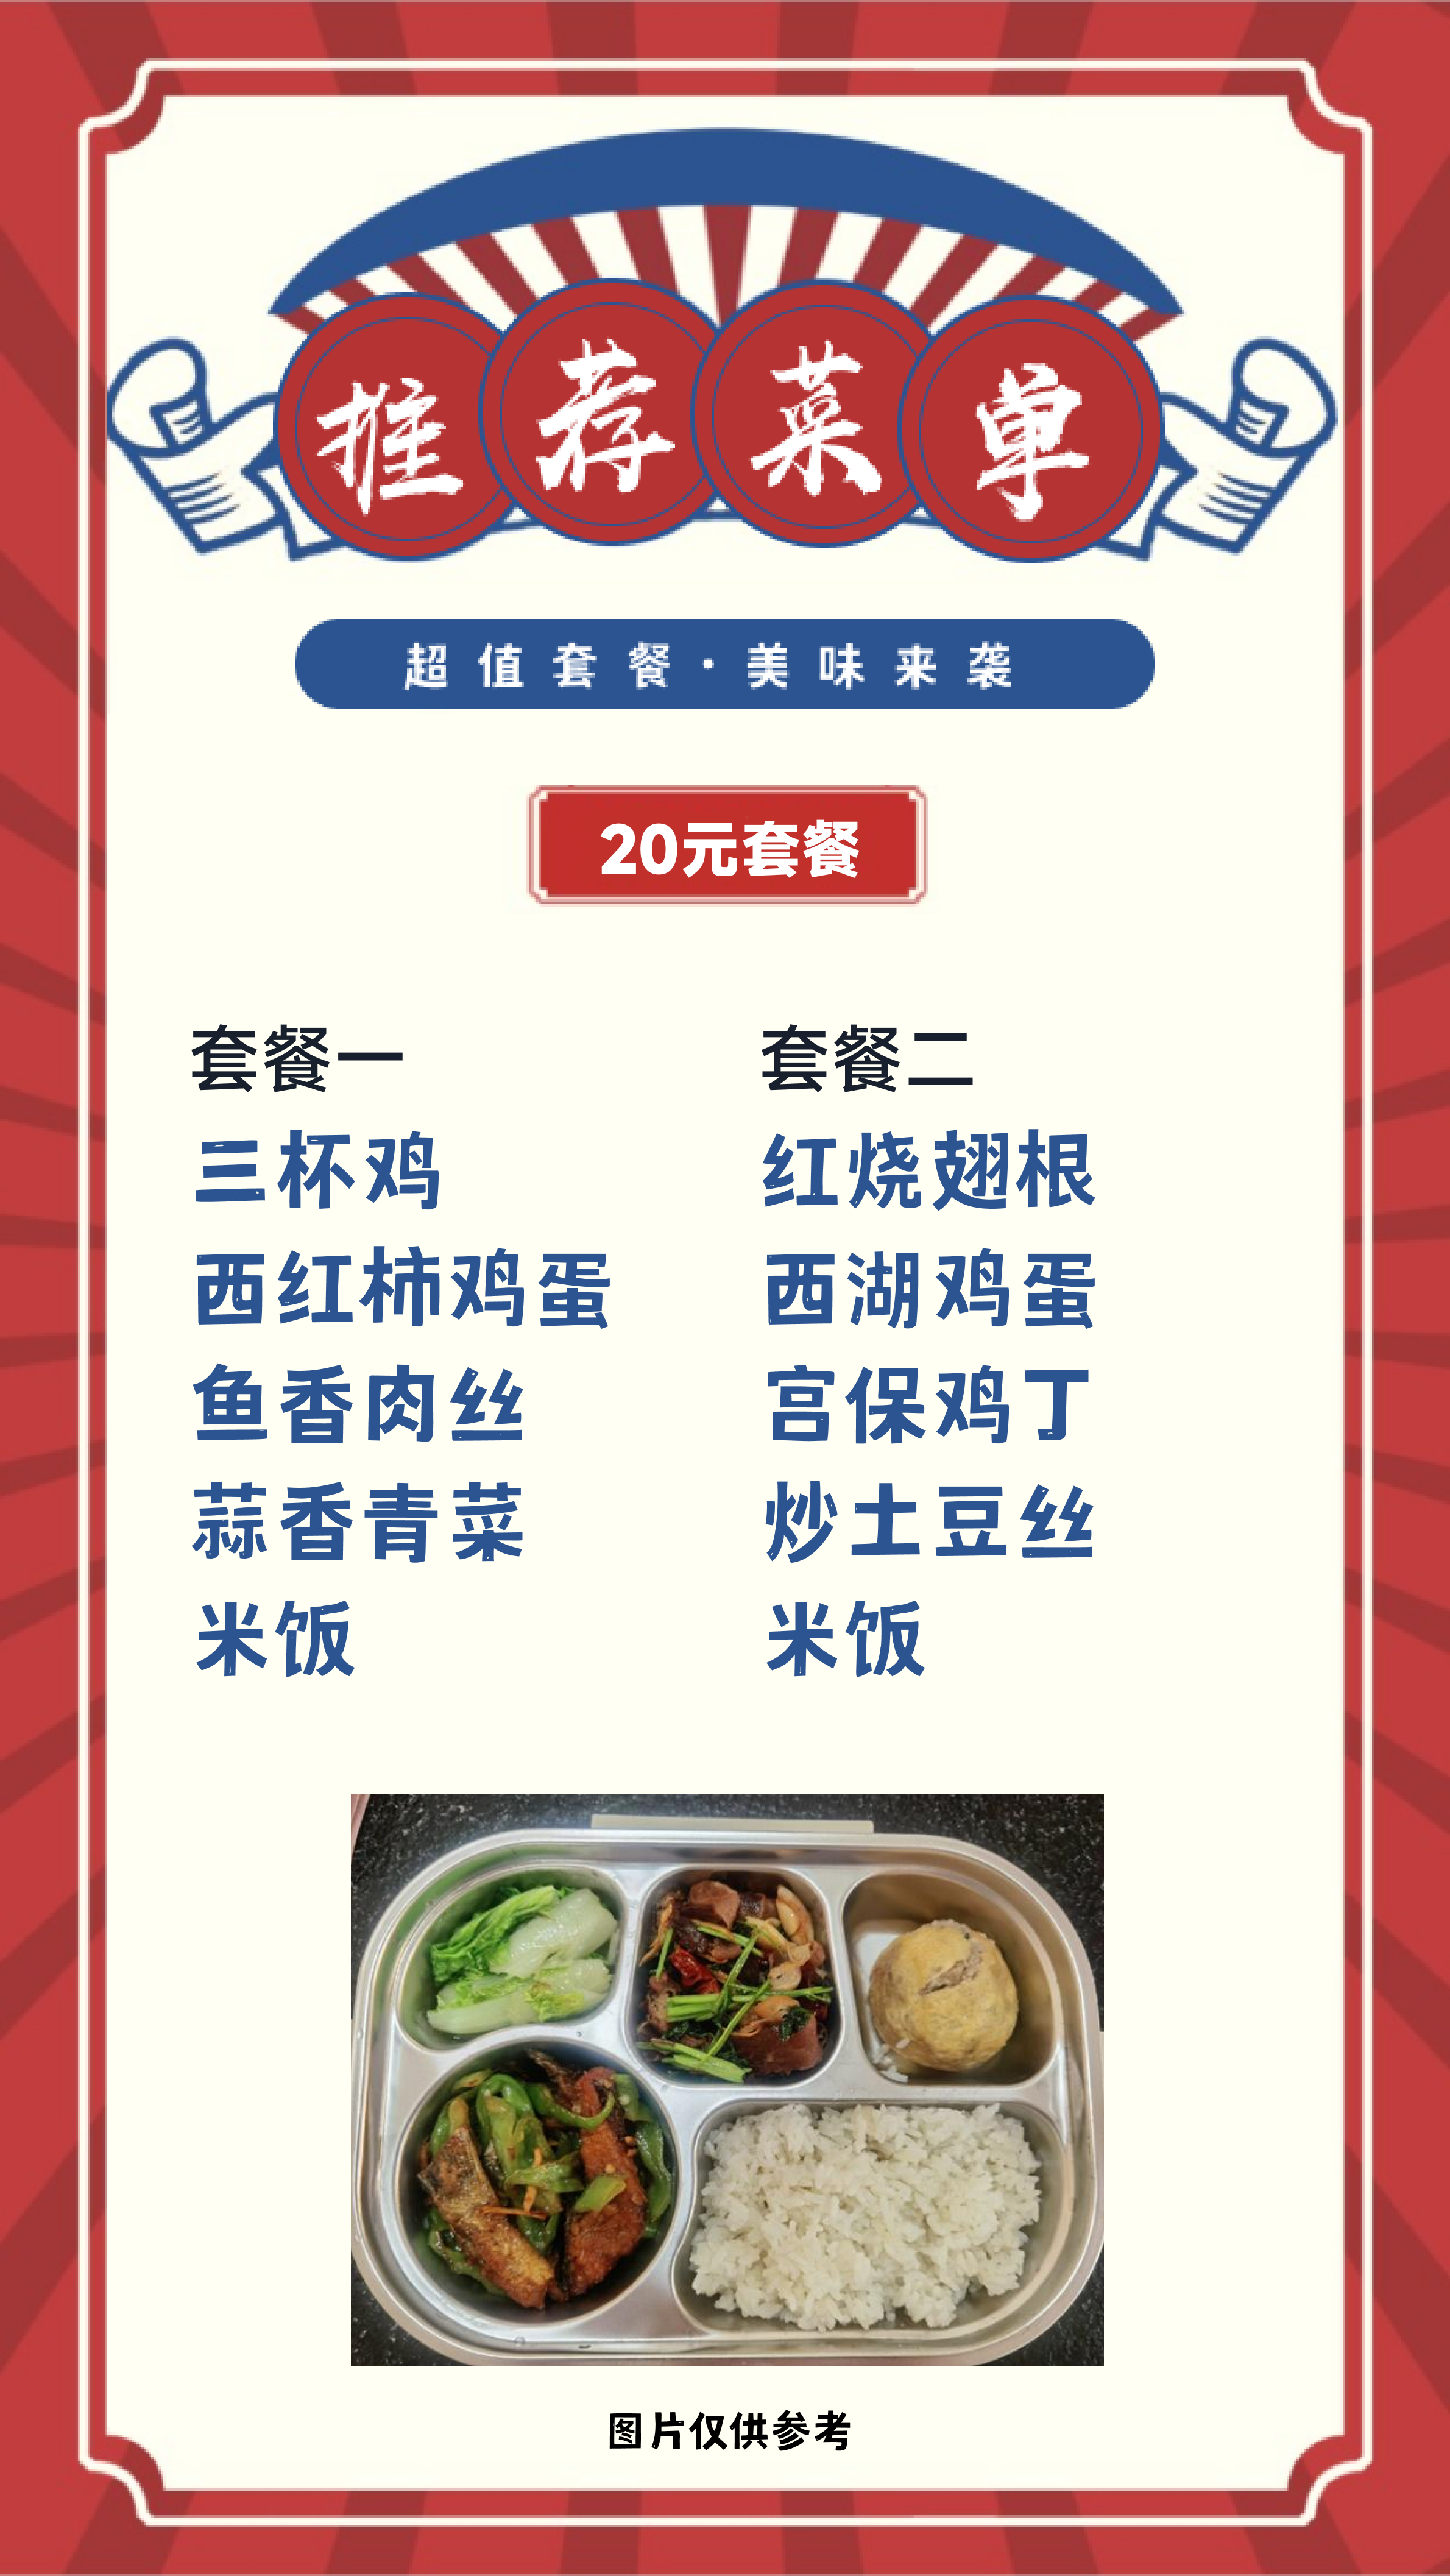 推荐菜单
超值套餐·美味来袭
20元套餐
套餐一
三杯鸡
西红柿鸡蛋
鱼香肉丝
蒜香青菜
米饭
套餐二
红烧翅根
西湖鸡蛋
宫保鸡丁
炒土豆丝
米饭
图片仅供参考